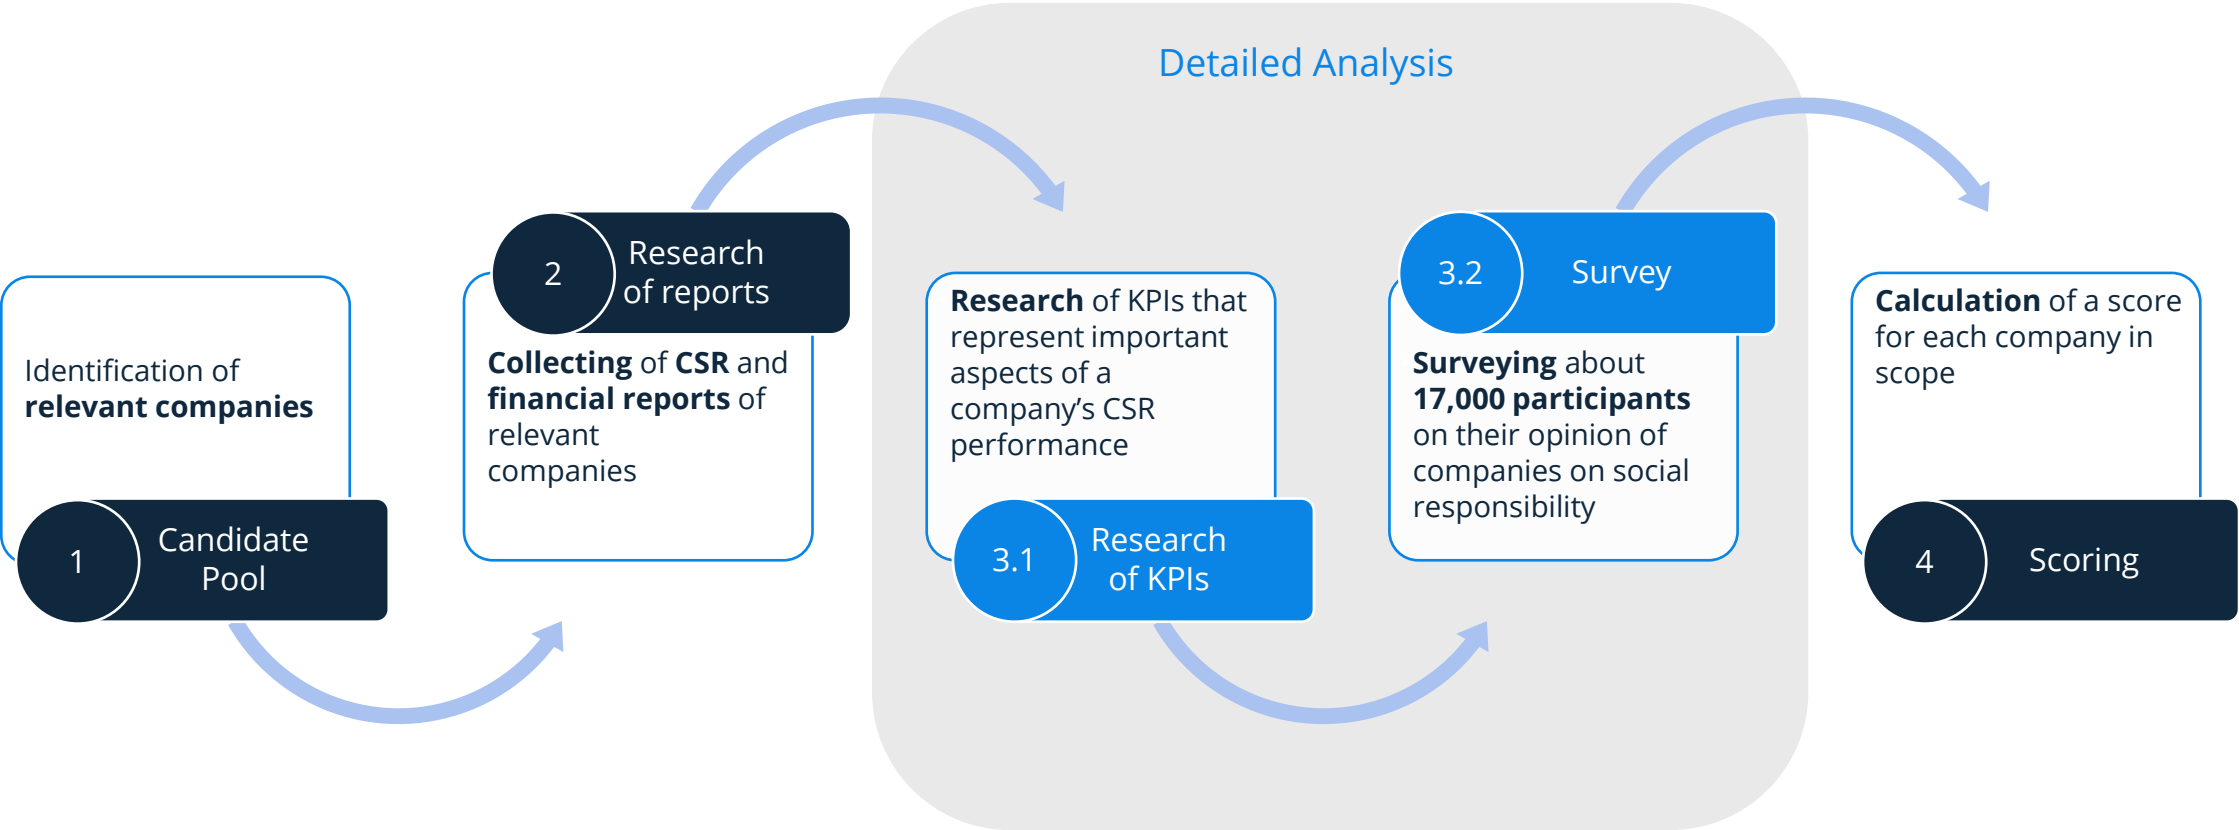 Detailed Analysis
Identification of
relevant companies
1
Candidate
Pool
2
Research
of reports
Collecting of CSR and
financial reports of
relevant
companies
Research of KPIs that
represent important
aspects of a
company’s CSR
performance
3.1
Research
of KPIs
3.2
Survey
Surveying about
17,000 participants
on their opinion of
companies on social
responsibility
Calculation of a score
for each company in
scope
4
Scoring